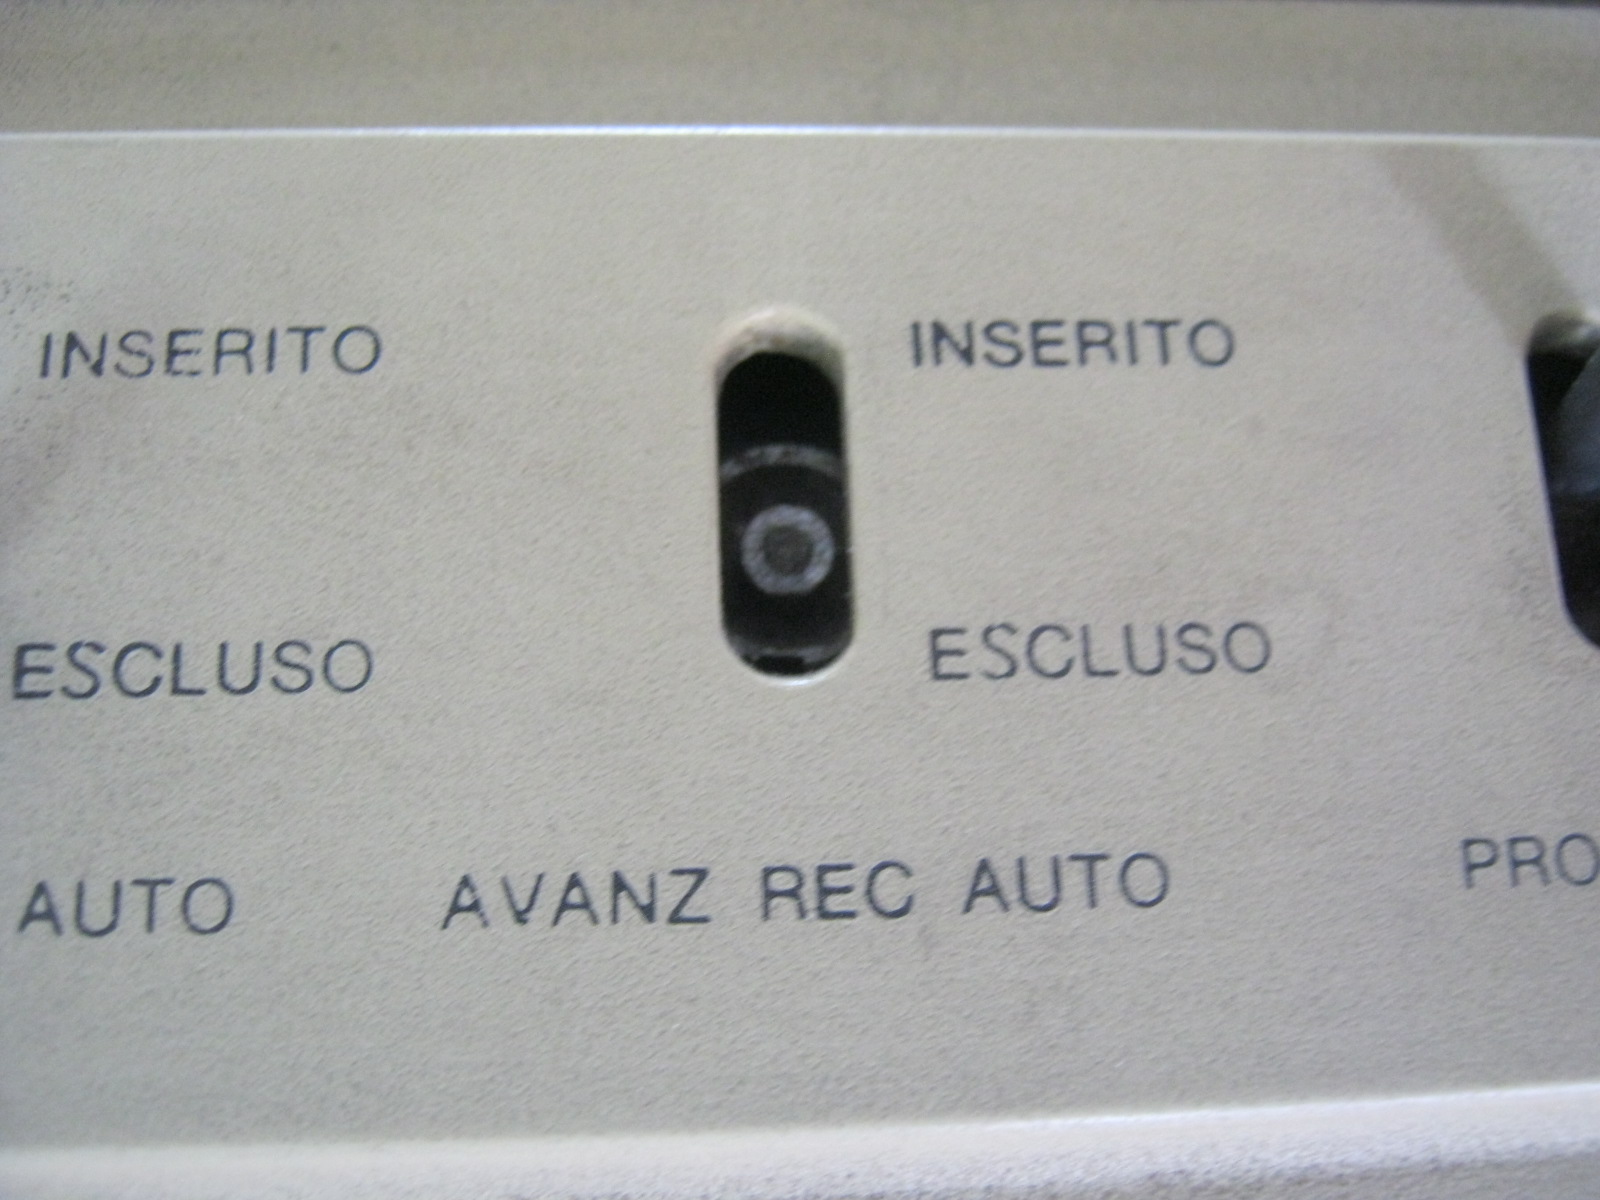 INSERITO INSERITO
ESCLUSO ESCLUSO
AUTO AVANZ REC AUTO PRO